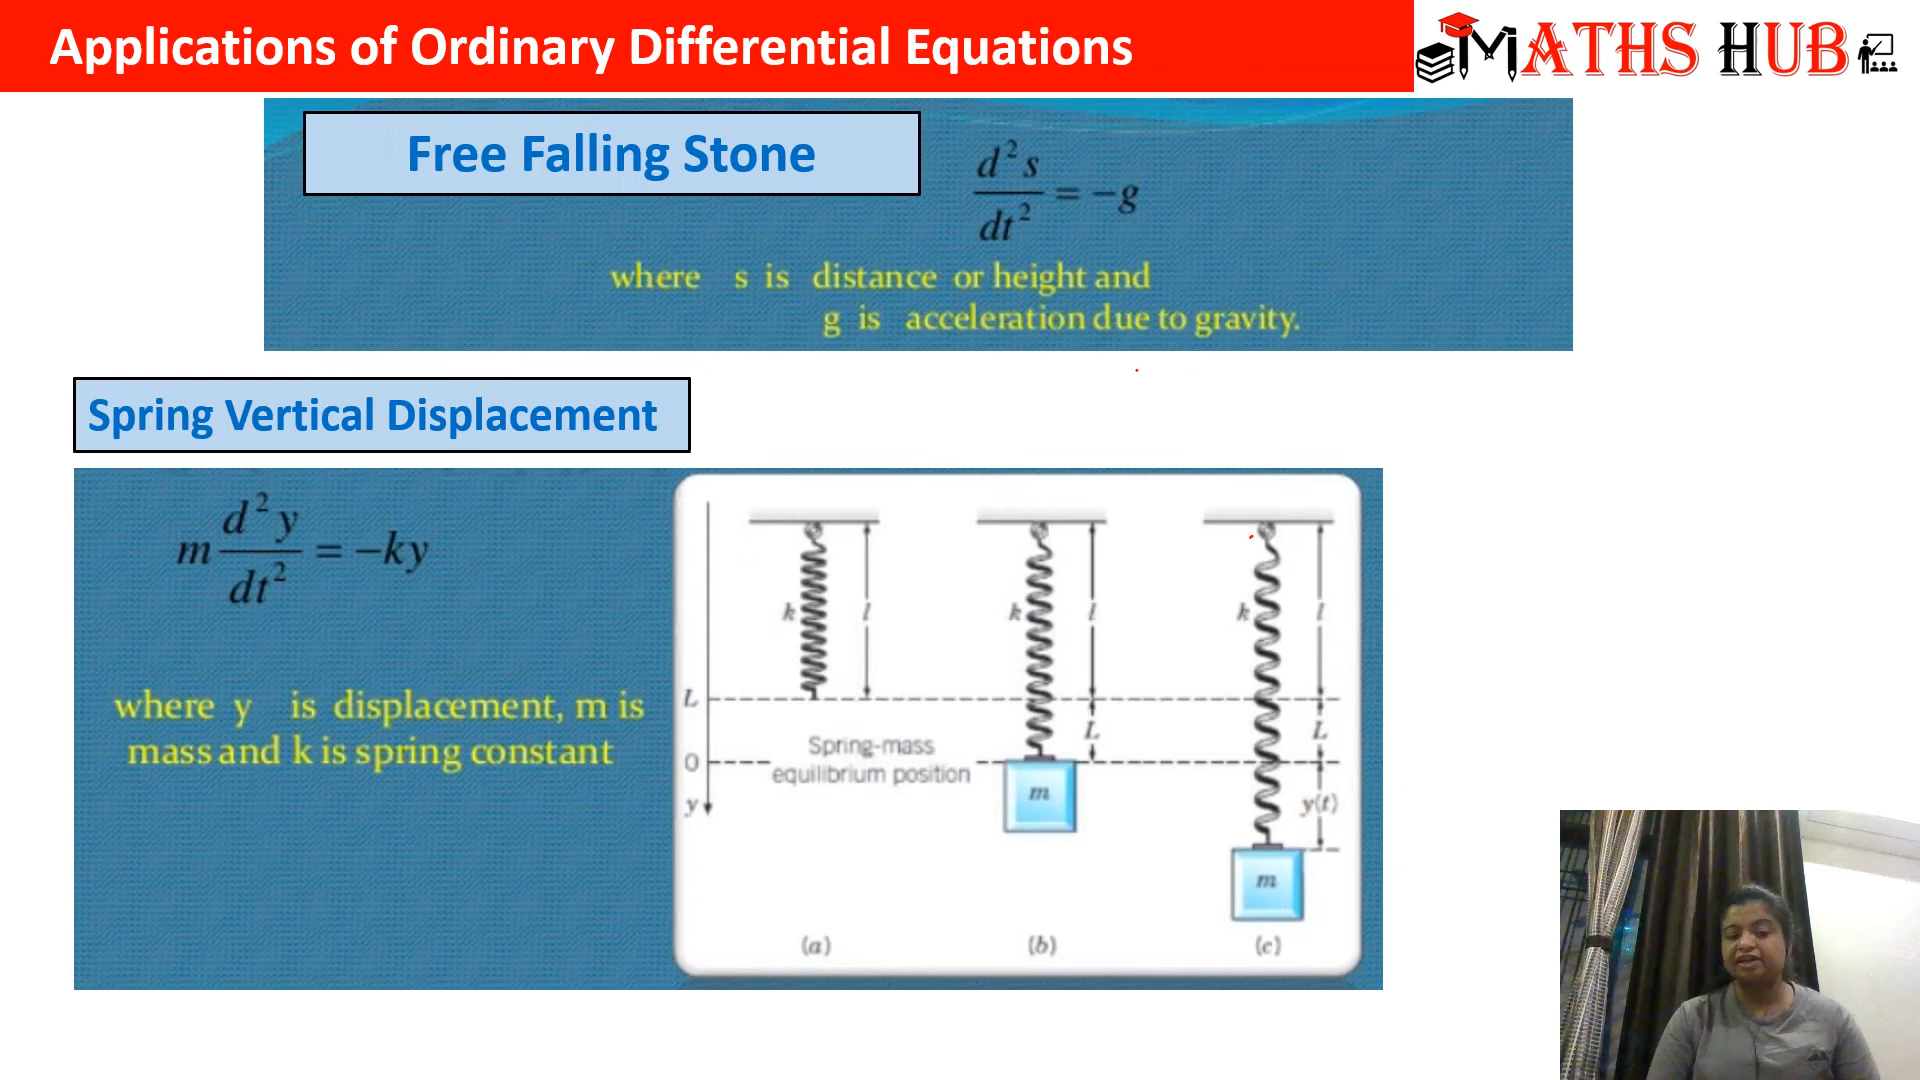 Applications of Ordinary Differential Equations
MATHS HUB
Free Falling Stone
d²s/dt² = -g
where s is distance or height and
g is acceleration due to gravity.
Spring Vertical Displacement
m d²y/dt² = -ky
where y is displacement, m is
mass and k is spring constant
k l k l k l
L
L L
Spring-mass
equilibrium position
0
y
m
y(t)
m
(a) (b) (c)